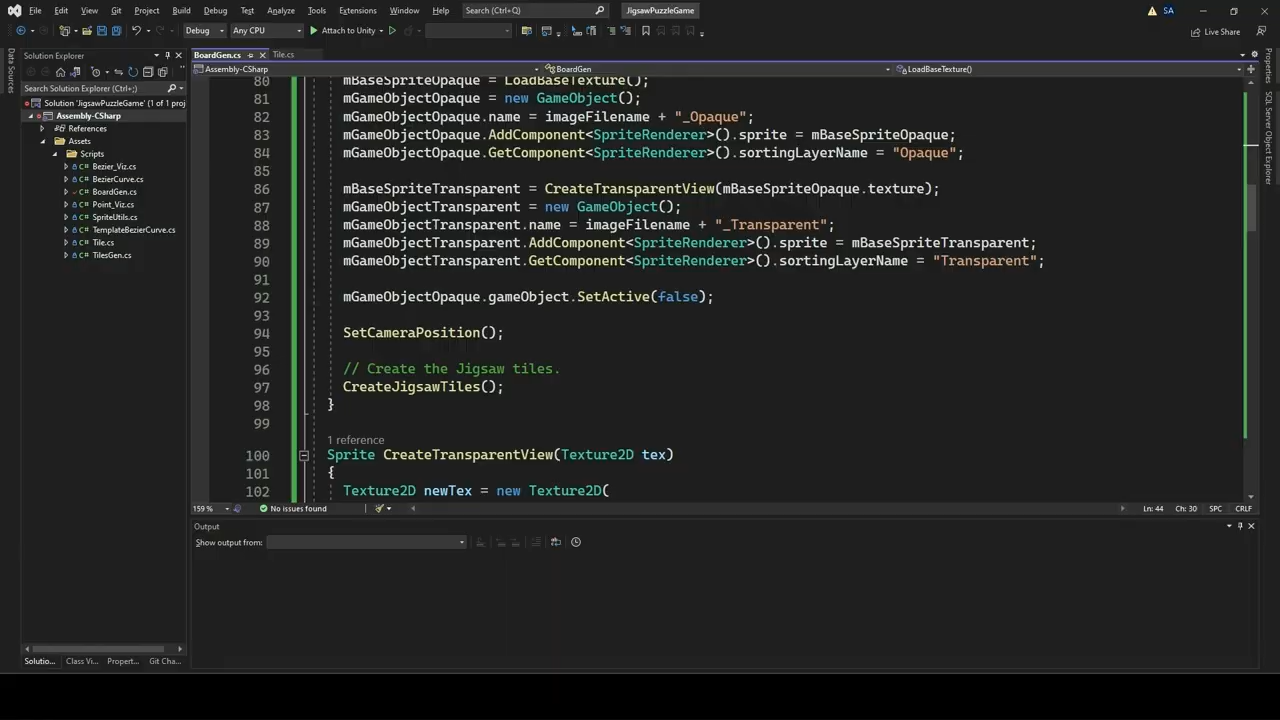 File Edit View Git Project Build Debug Test Analyze Tools Extensions Window Help Search (Ctrl+Q) JigsawPuzzleGame SA
Debug Any CPU Attach to Unity Live Share
Data Sources
Solution Explorer
Search Solution Explorer (Ctrl+;)
Solution 'JigsawPuzzleGame' (1 of 1 proj
Assembly-CSharp
References
Assets
Scripts
Bezier_Viz.cs
BezierCurve.cs
BoardGen.cs
Point_Viz.cs
SpriteUtils.cs
TemplateBezierCurve.cs
Tile.cs
TilesGen.cs
Solutio... Class Vi... Propert... Git Cha...
BoardGen.cs Tile.cs
Assembly-CSharp BoardGen LoadBaseTexture()
80 mBaseSpriteOpaque = LoadBaseTexture();
81 mGameObjectOpaque = new GameObject();
82 mGameObjectOpaque.name = imageFilename + "_Opaque";
83 mGameObjectOpaque.AddComponent<SpriteRenderer>().sprite = mBaseSpriteOpaque;
84 mGameObjectOpaque.GetComponent<SpriteRenderer>().sortingLayerName = "Opaque";
85
86 mBaseSpriteTransparent = CreateTransparentView(mBaseSpriteOpaque.texture);
87 mGameObjectTransparent = new GameObject();
88 mGameObjectTransparent.name = imageFilename + "_Transparent";
89 mGameObjectTransparent.AddComponent<SpriteRenderer>().sprite = mBaseSpriteTransparent;
90 mGameObjectTransparent.GetComponent<SpriteRenderer>().sortingLayerName = "Transparent";
91
92 mGameObjectOpaque.gameObject.SetActive(false);
93
94 SetCameraPosition();
95
96 // Create the Jigsaw tiles.
97 CreateJigsawTiles();
98 }
99
1 reference
100 Sprite CreateTransparentView(Texture2D tex)
101 {
102 Texture2D newTex = new Texture2D(
159 % No issues found Ln: 44 Ch: 30 SPC CRLF
Output
Show output from:
Properties
SQL Server Object Explorer